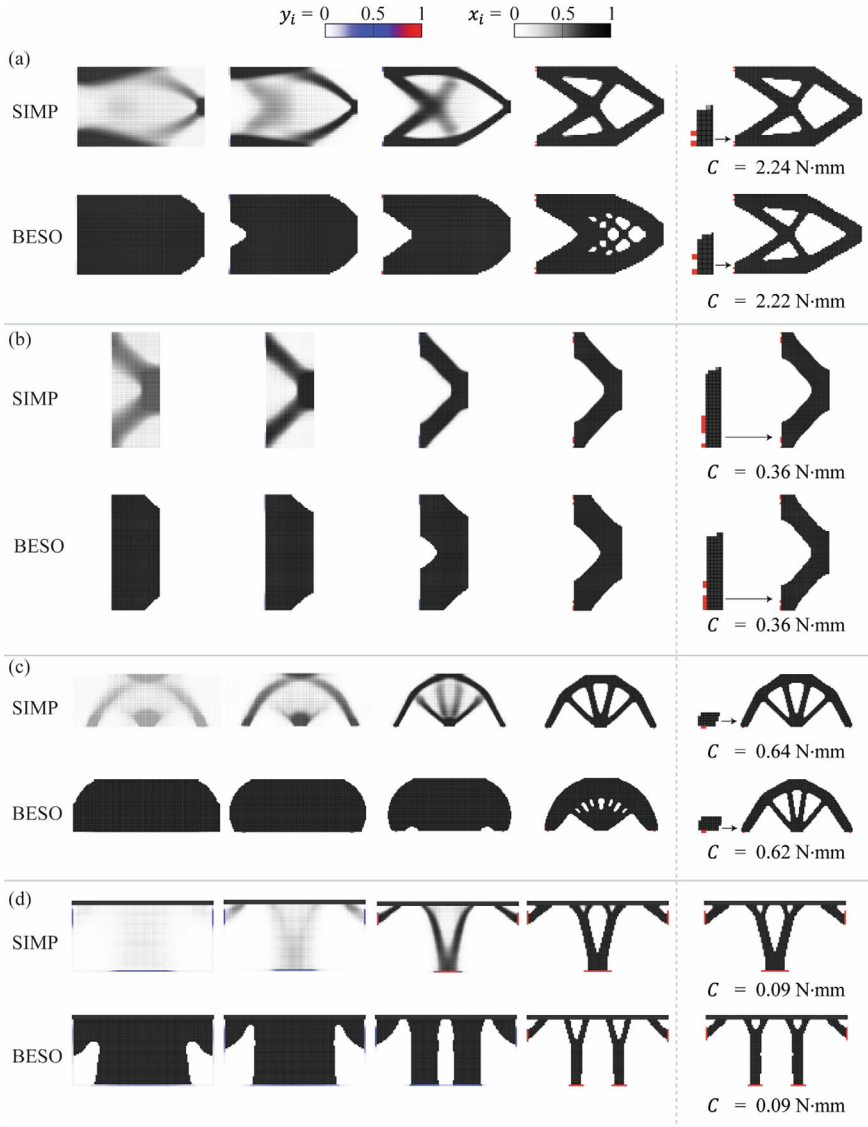 y_i = 0 0.5 1
x_i = 0 0.5 1
(a)
SIMP
C = 2.24 N·mm
BESO
C = 2.22 N·mm
(b)
SIMP
C = 0.36 N·mm
BESO
C = 0.36 N·mm
(c)
SIMP
C = 0.64 N·mm
BESO
C = 0.62 N·mm
(d)
SIMP
C = 0.09 N·mm
BESO
C = 0.09 N·mm